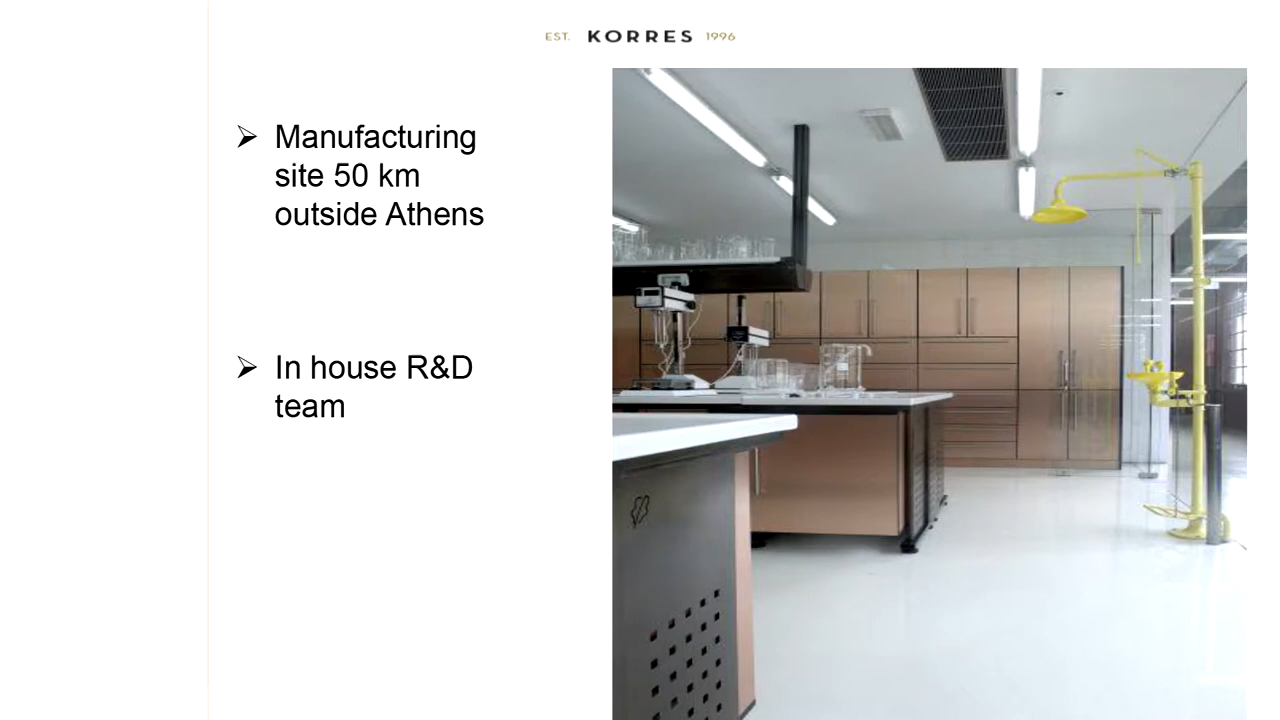 EST. KORRES 1996
➢ Manufacturing
site 50 km
outside Athens
➢ In house R&D
team